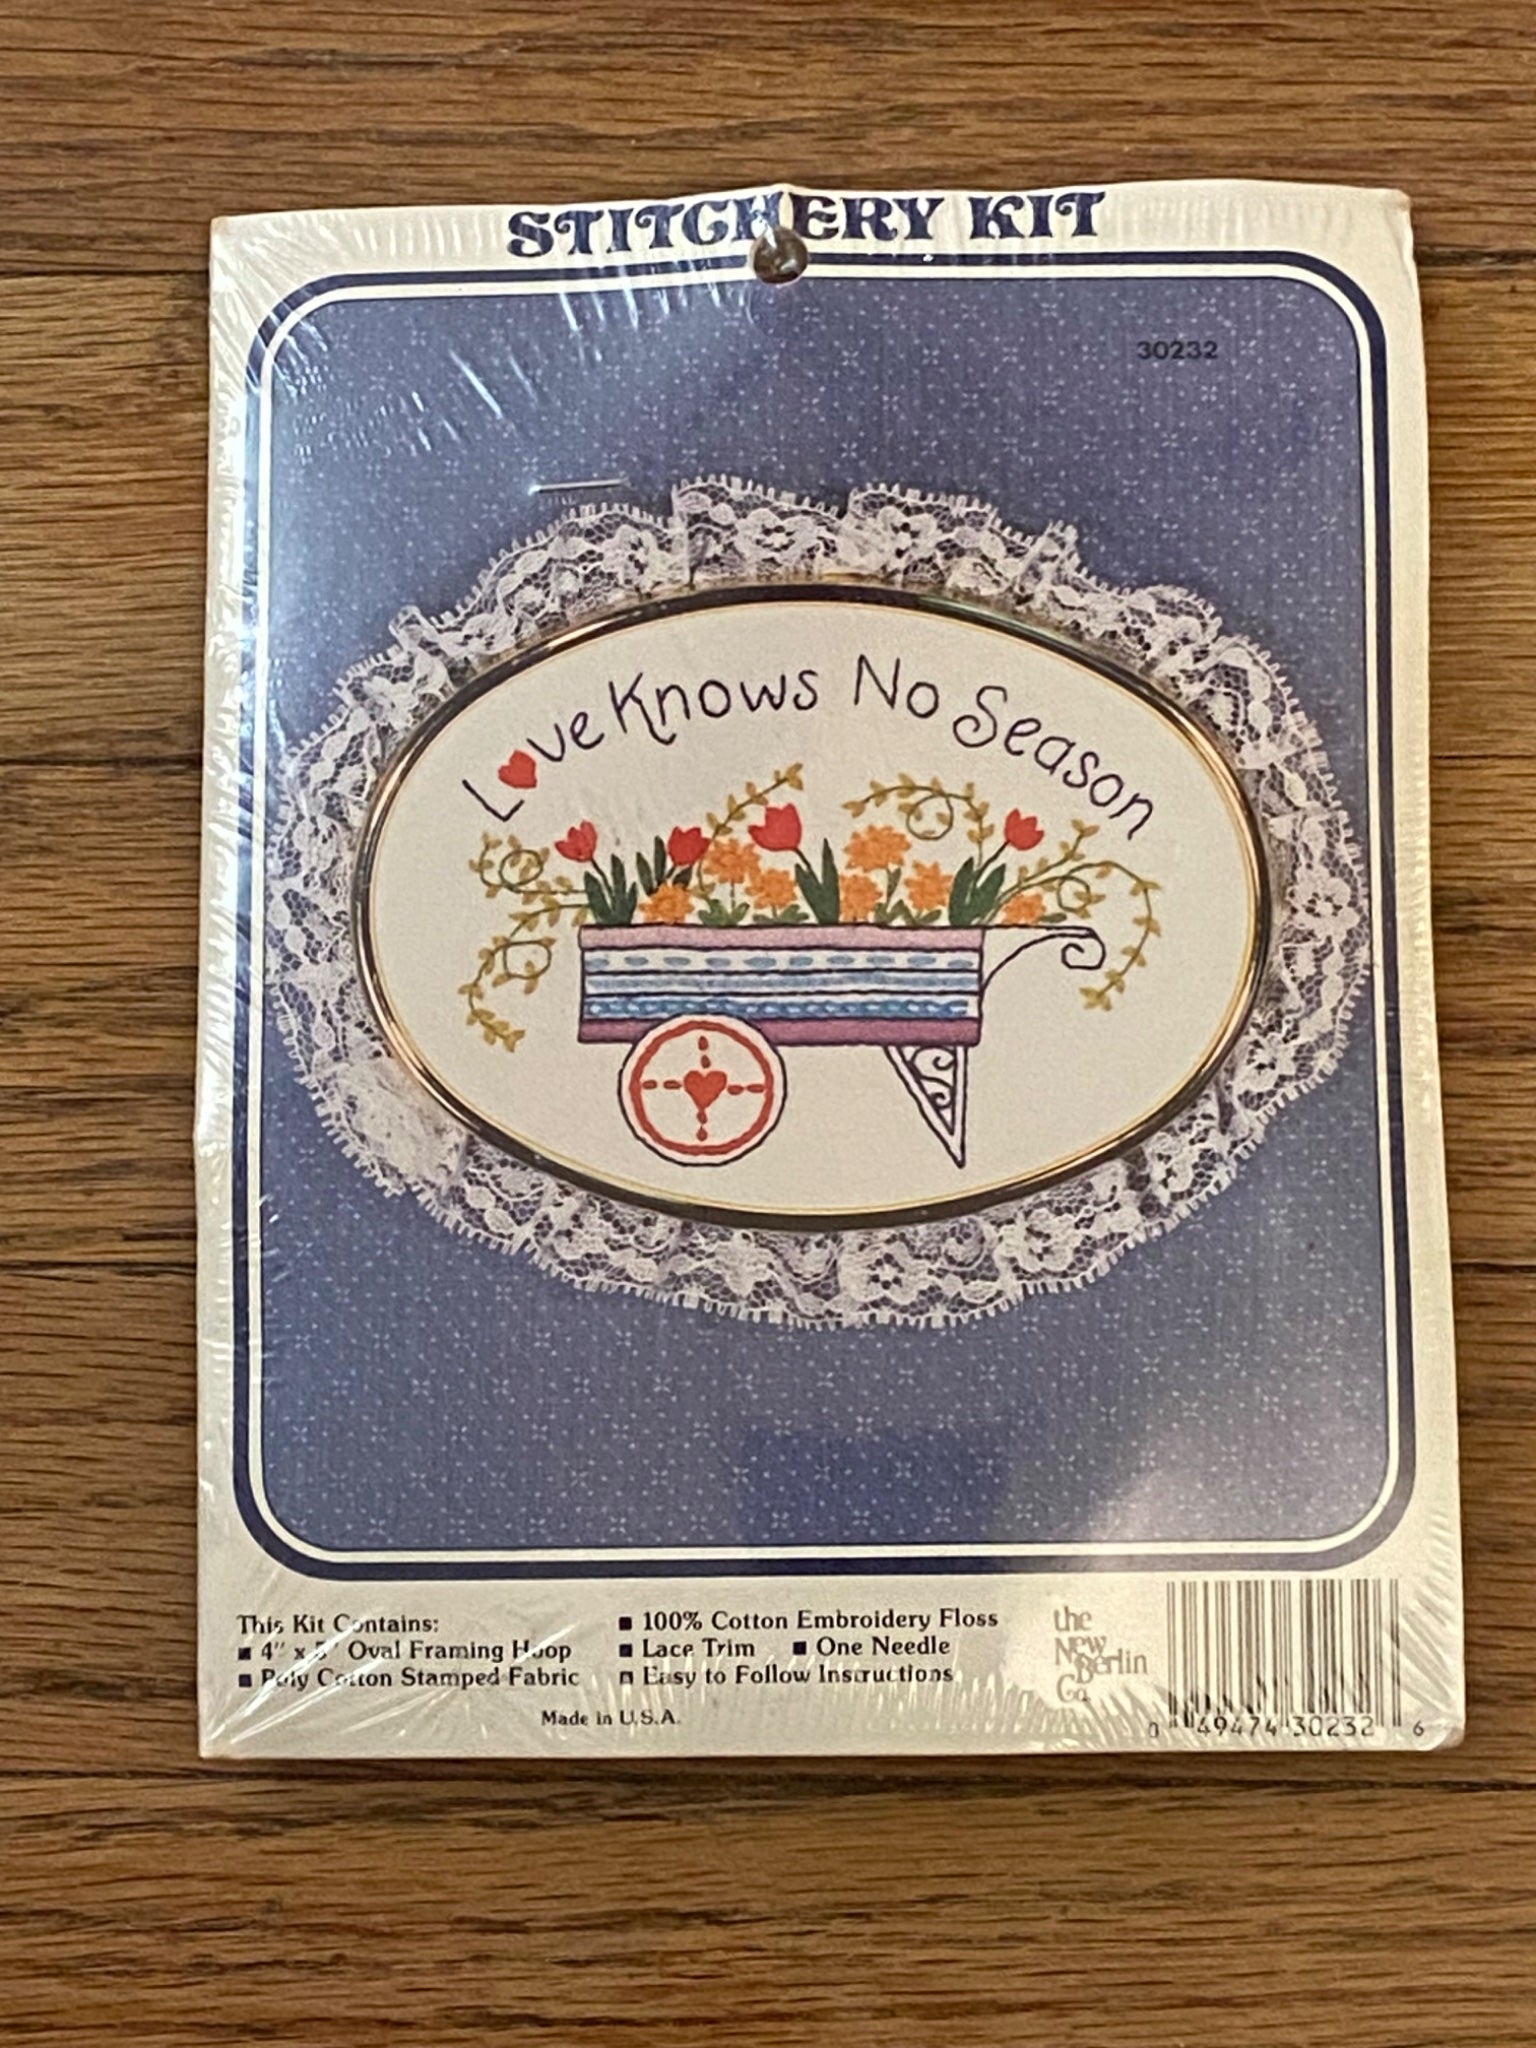 STITCHERY KIT
30232
Love Knows No Season
This Kit Contains:
■ 4" x 5" Oval Framing Hoop
■ Poly Cotton Stamped Fabric
■ 100% Cotton Embroidery Floss
■ Lace Trim ■ One Needle
■ Easy to Follow Instructions
Made in U.S.A.
the
New
Berlin
Co.
0 49474 30232 6